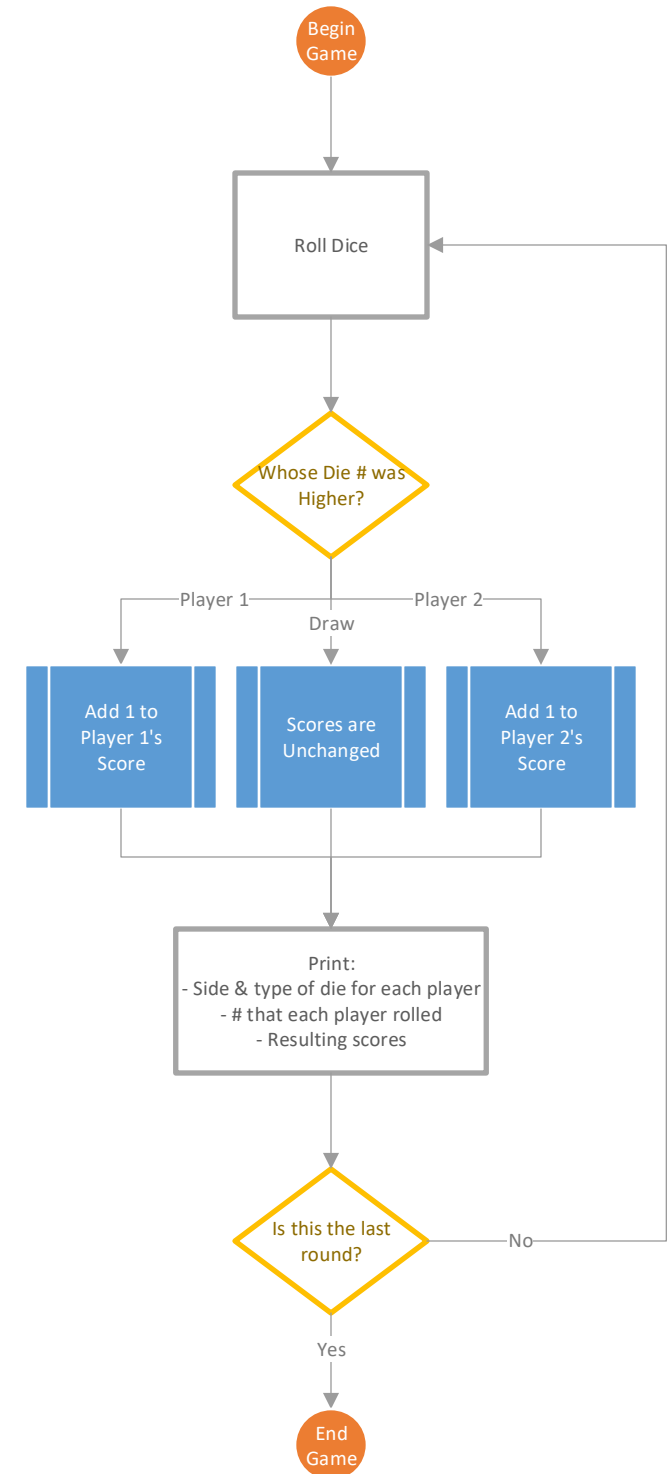 Begin
Game
Roll Dice
Whose Die # was
Higher?
Player 1
Draw
Player 2
Add 1 to
Player 1's
Score
Scores are
Unchanged
Add 1 to
Player 2's
Score
Print:
- Side & type of die for each player
- # that each player rolled
- Resulting scores
Is this the last
round?
No
Yes
End
Game